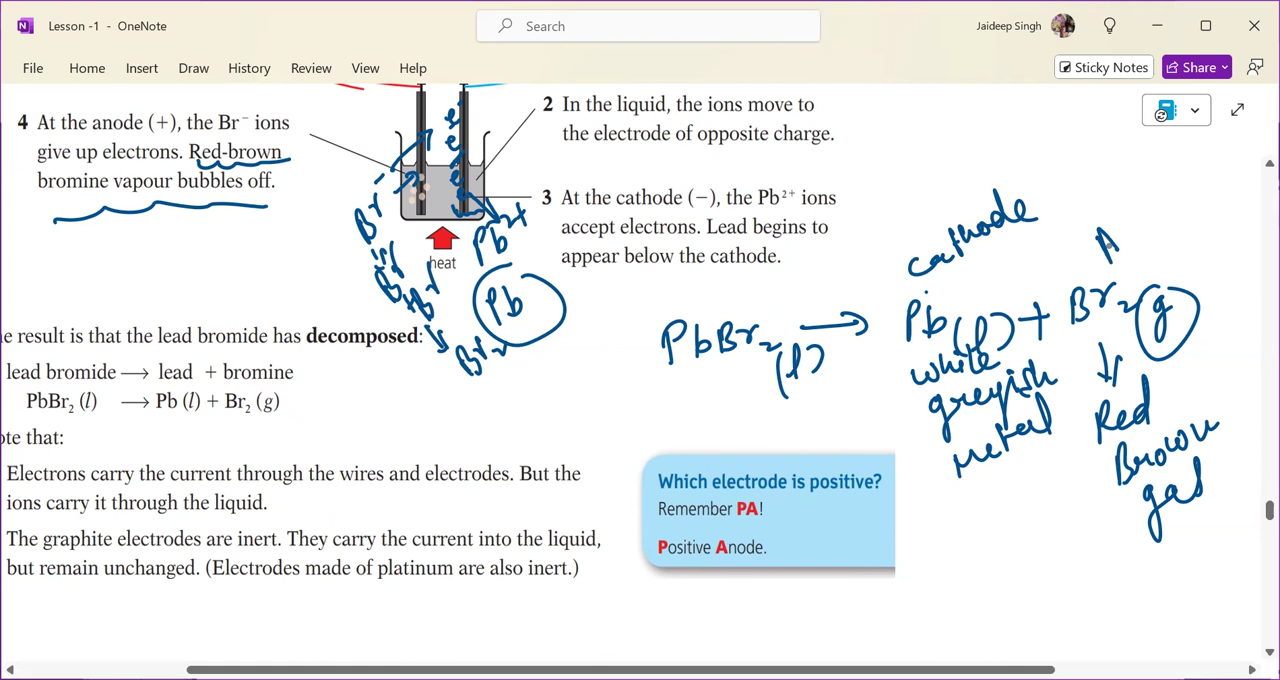 Lesson -1 - OneNote
Search
Jaideep Singh
File Home Insert Draw History Review View Help
Sticky Notes
Share
4 At the anode (+), the Br⁻ ions
give up electrons. Red-brown
bromine vapour bubbles off.
2 In the liquid, the ions move to
the electrode of opposite charge.
3 At the cathode (−), the Pb²⁺ ions
accept electrons. Lead begins to
appear below the cathode.
heat
Br⁻
Br₂
Pb²⁺
Pb
cathode
A
PbBr₂(l) ⟶ Pb(l) + Br₂(g)
white
greyish
metal
Red
Brown
gas
e result is that the lead bromide has decomposed:
lead bromide ⟶ lead + bromine
PbBr₂ (l) ⟶ Pb (l) + Br₂ (g)
ote that:
Electrons carry the current through the wires and electrodes. But the
ions carry it through the liquid.
The graphite electrodes are inert. They carry the current into the liquid,
but remain unchanged. (Electrodes made of platinum are also inert.)
Which electrode is positive?
Remember PA!
Positive Anode.